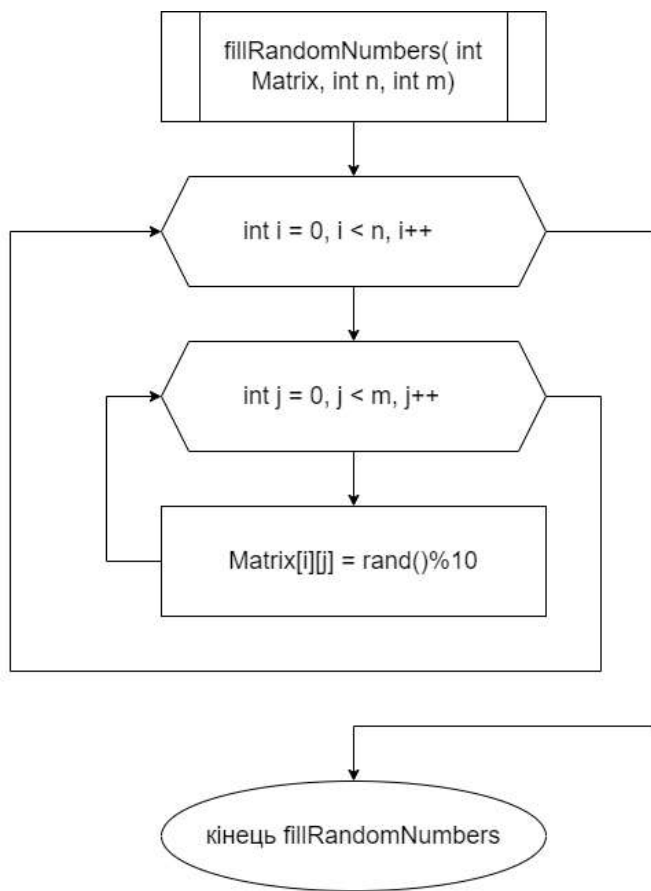 fillRandomNumbers( int
Matrix, int n, int m)
int i = 0, i < n, i++
int j = 0, j < m, j++
Matrix[i][j] = rand()%10
кінець fillRandomNumbers